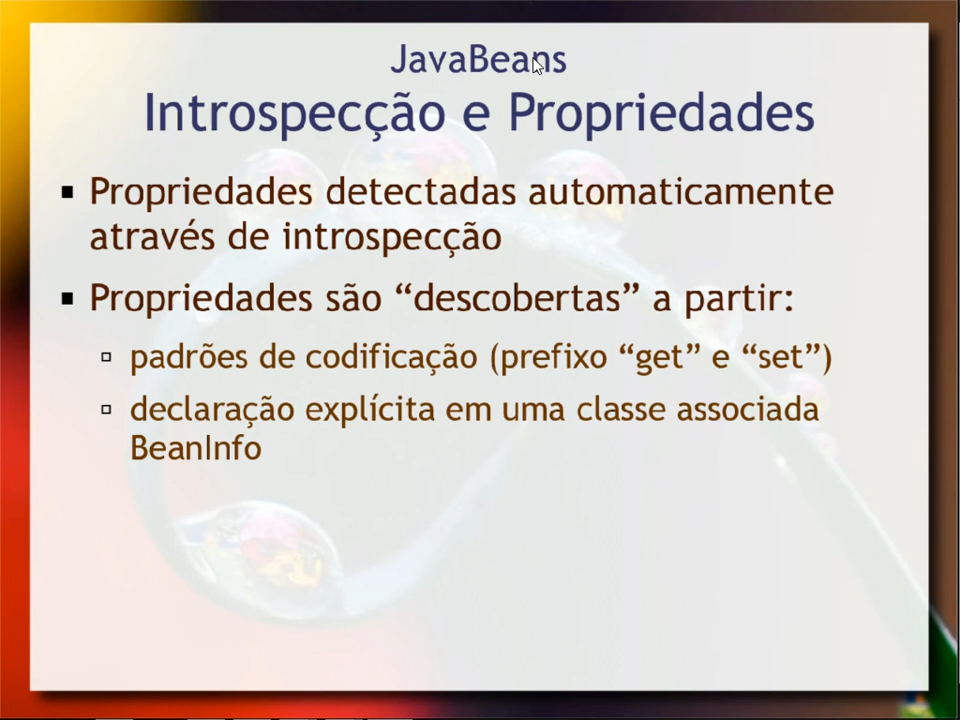 JavaBeans
Introspecção e Propriedades
▪ Propriedades detectadas automaticamente
através de introspecção
▪ Propriedades são “descobertas” a partir:
▫ padrões de codificação (prefixo “get” e “set”)
▫ declaração explícita em uma classe associada
BeanInfo